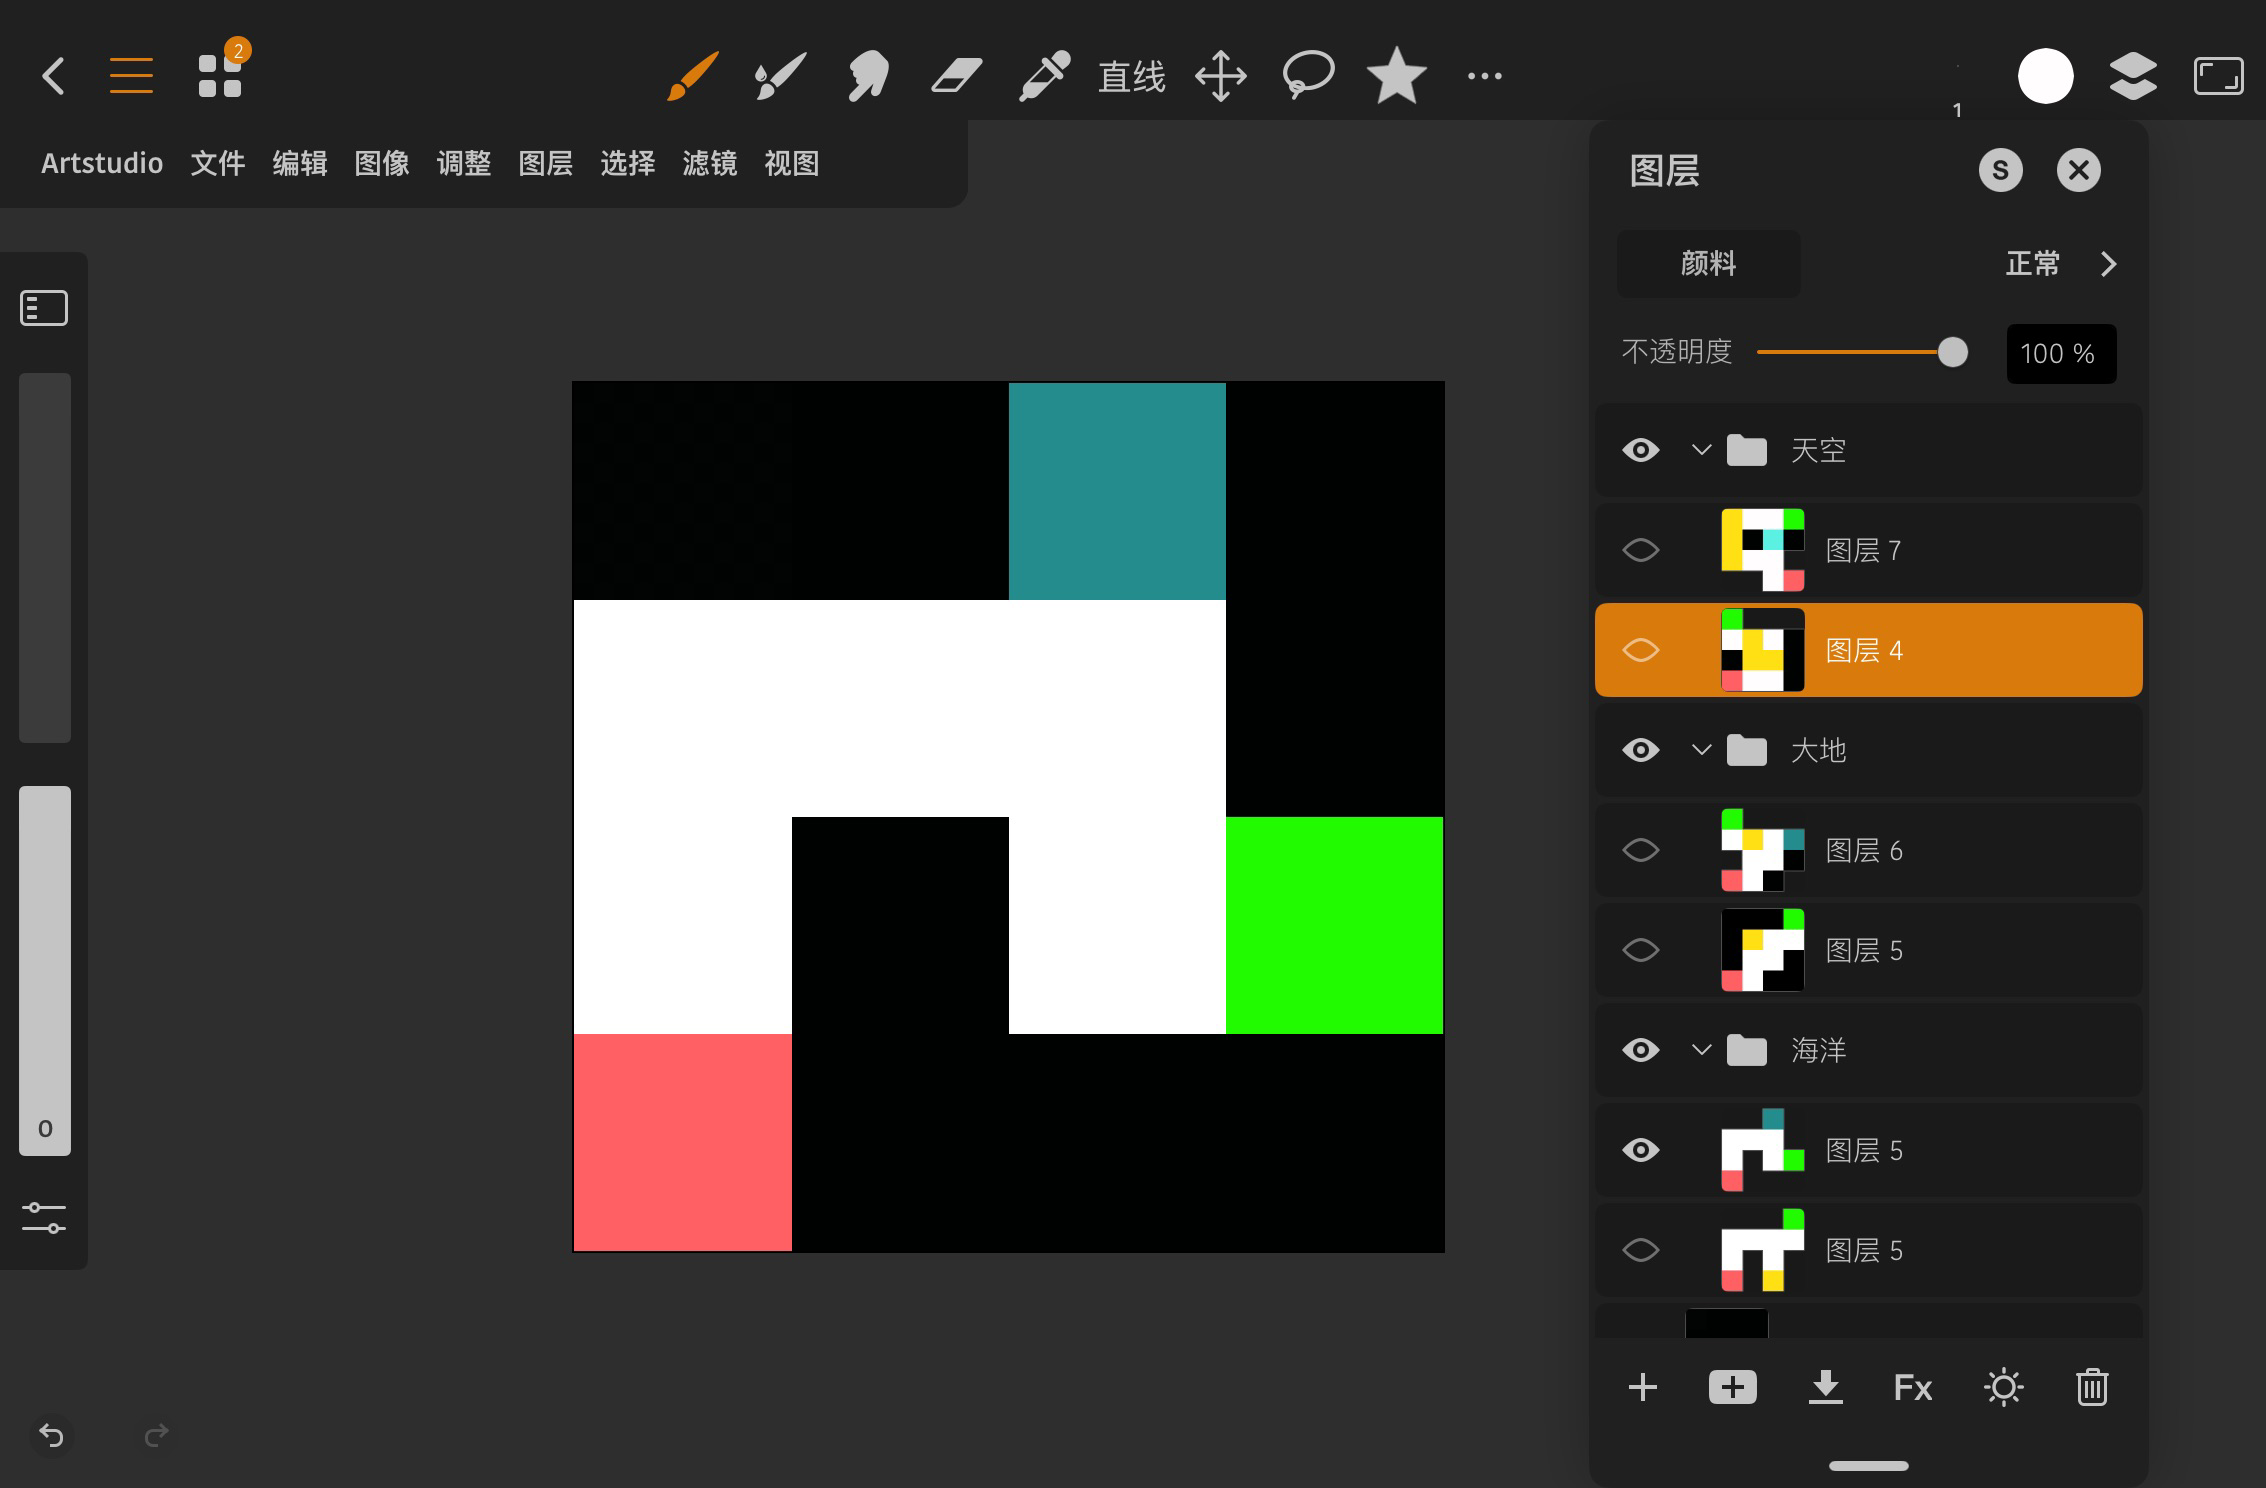 2
直线
1
Artstudio 文件 编辑 图像 调整 图层 选择 滤镜 视图
图层 S
颜料 正常
不透明度 100 %
天空
图层 7
图层 4
大地
图层 6
图层 5
海洋
图层 5
图层 5
0
Fx